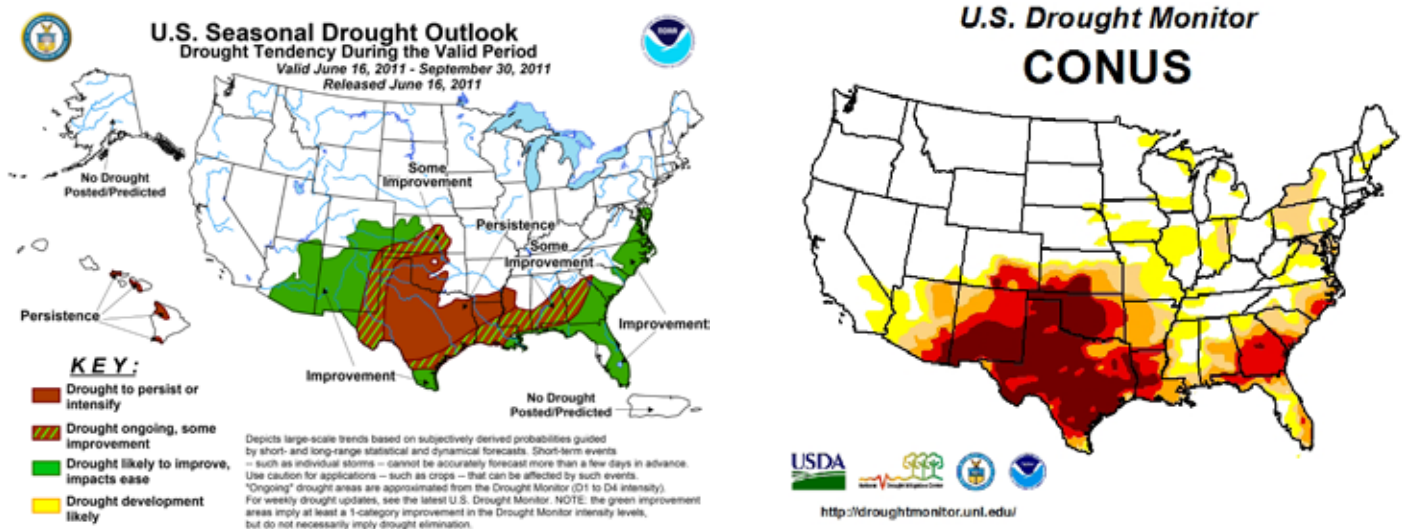 U.S. Seasonal Drought Outlook
Drought Tendency During the Valid Period
Valid June 16, 2011 - September 30, 2011
Released June 16, 2011
No Drought
Posted/Predicted
Some
Improvement
Persistence
Some
Improvement
Persistence
Improvement
Improvement
No Drought
Posted/Predicted
KEY:
Drought to persist or
intensify
Drought ongoing, some
improvement
Drought likely to improve,
impacts ease
Drought development
likely
Depicts large-scale trends based on subjectively derived probabilities guided
by short- and long-range statistical and dynamical forecasts. Short-term events
-- such as individual storms -- cannot be accurately forecast more than a few days in advance.
Use caution for applications -- such as crops -- that can be affected by such events.
"Ongoing" drought areas are approximated from the Drought Monitor (D1 to D4 intensity).
For weekly drought updates, see the latest U.S. Drought Monitor. NOTE: the green improvement
areas imply at least a 1-category improvement in the Drought Monitor intensity levels,
but do not necessarily imply drought elimination.
U.S. Drought Monitor
CONUS
USDA
http://droughtmonitor.unl.edu/